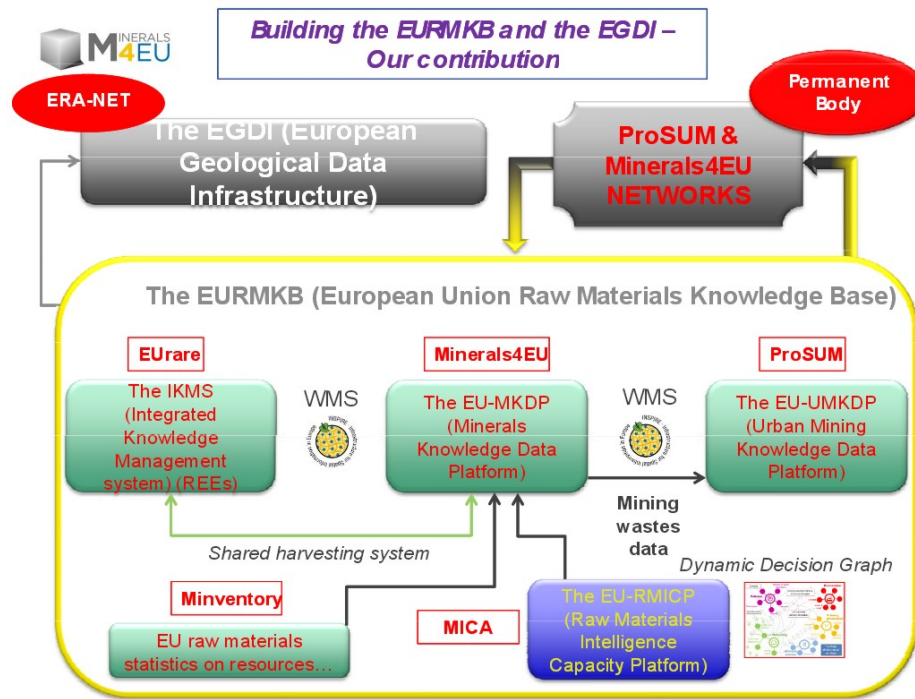 MINERALS
M4EU
Building the EURMKB and the EGDI –
Our contribution
ERA-NET
Permanent
Body
The EGDI (European
Geological Data
Infrastructure)
ProSUM &
Minerals4EU
NETWORKS
The EURMKB (European Union Raw Materials Knowledge Base)
EUrare
Minerals4EU
ProSUM
The IKMS
(Integrated
Knowledge
Management
system) (REEs)
WMS
The EU-MKDP
(Minerals
Knowledge Data
Platform)
WMS
The EU-UMKDP
(Urban Mining
Knowledge Data
Platform)
Mining
wastes
data
Shared harvesting system
Dynamic Decision Graph
Minventory
EU raw materials
statistics on resources…
MICA
The EU-RMICP
(Raw Materials
Intelligence
Capacity Platform)